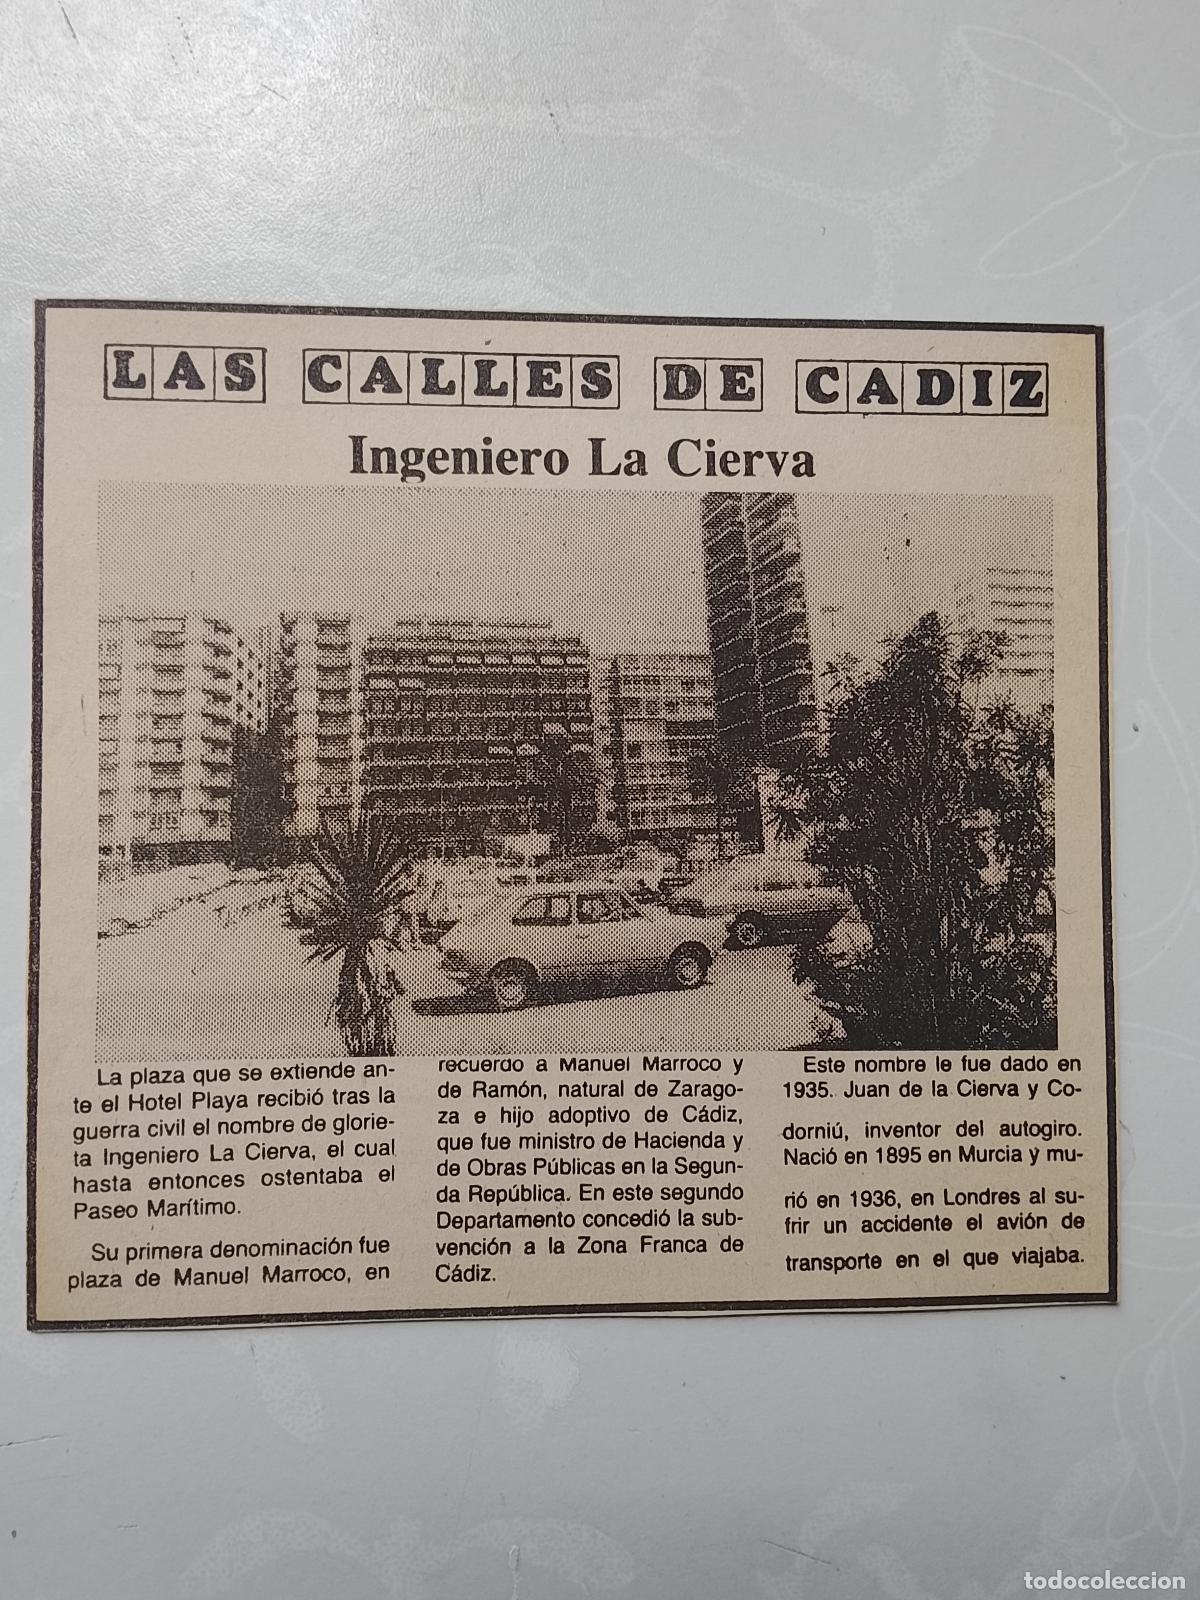 LAS CALLES DE CADIZ
Ingeniero La Cierva
La plaza que se extiende an-
te el Hotel Playa recibió tras la
guerra civil el nombre de glorie-
ta Ingeniero La Cierva, el cual
hasta entonces ostentaba el
Paseo Marítimo.
Su primera denominación fue
plaza de Manuel Marroco, en
recuerdo a Manuel Marroco y
de Ramón, natural de Zarago-
za e hijo adoptivo de Cádiz,
que fue ministro de Hacienda y
de Obras Públicas en la Segun-
da República. En este segundo
Departamento concedió la sub-
vención a la Zona Franca de
Cádiz.
Este nombre le fue dado en
1935. Juan de la Cierva y Co-
dorniú, inventor del autogiro.
Nació en 1895 en Murcia y mu-
rió en 1936, en Londres al su-
frir un accidente el avión de
transporte en el que viajaba.
todocoleccion